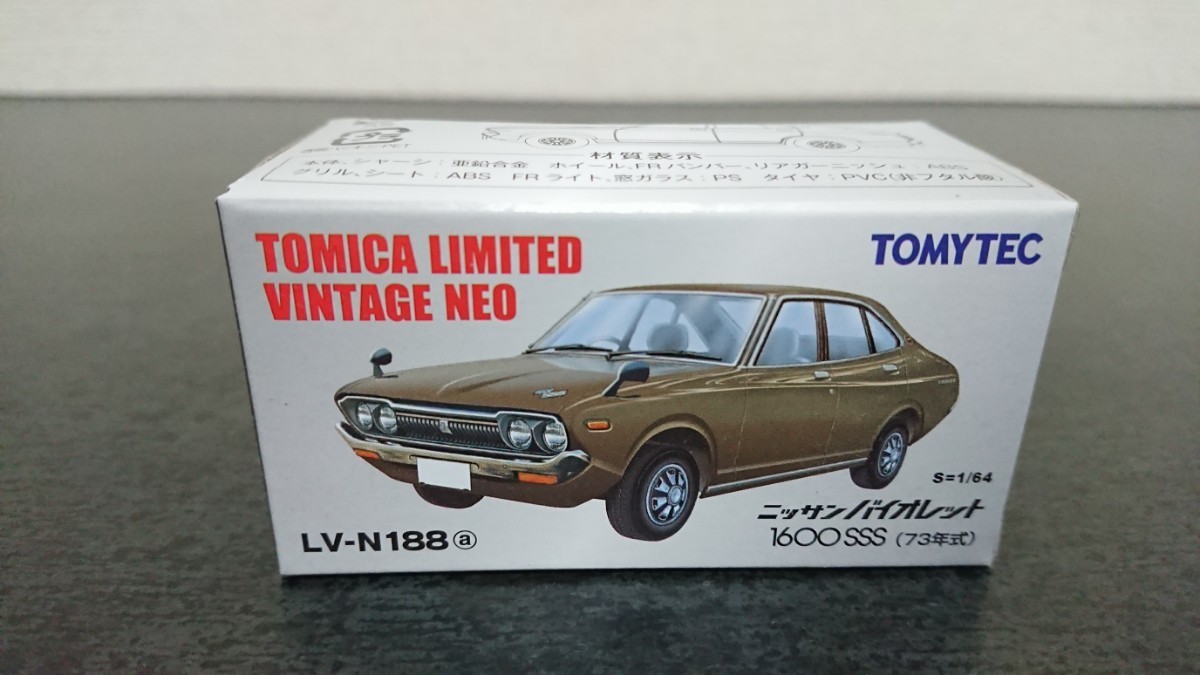 材質表示
本体、シャーシ:亜鉛合金 ホイール、FRバンパー、リアガーニッシュ:ABS
グリル、シート:ABS FRライト、窓ガラス:PS タイヤ:PVC(非フタル酸)
TOMICA LIMITED
VINTAGE NEO
TOMYTEC
S=1/64
ニッサンバイオレット
1600 SSS (73年式)
LV-N188 ⓐ